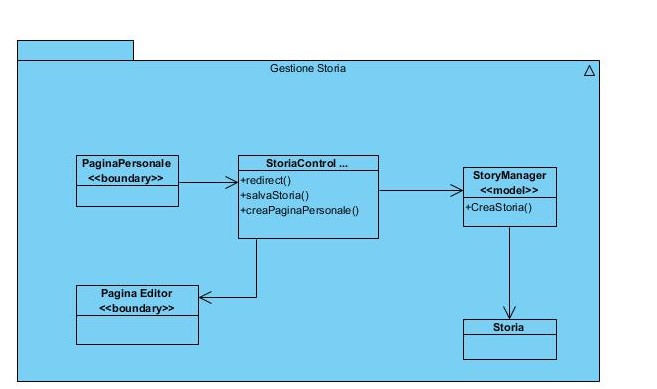 Gestione Storia
PaginaPersonale
<<boundary>>
StoriaControl ...
+redirect()
+salvaStoria()
+creaPaginaPersonale()
StoryManager
<<model>>
+CreaStoria()
Pagina Editor
<<boundary>>
Storia